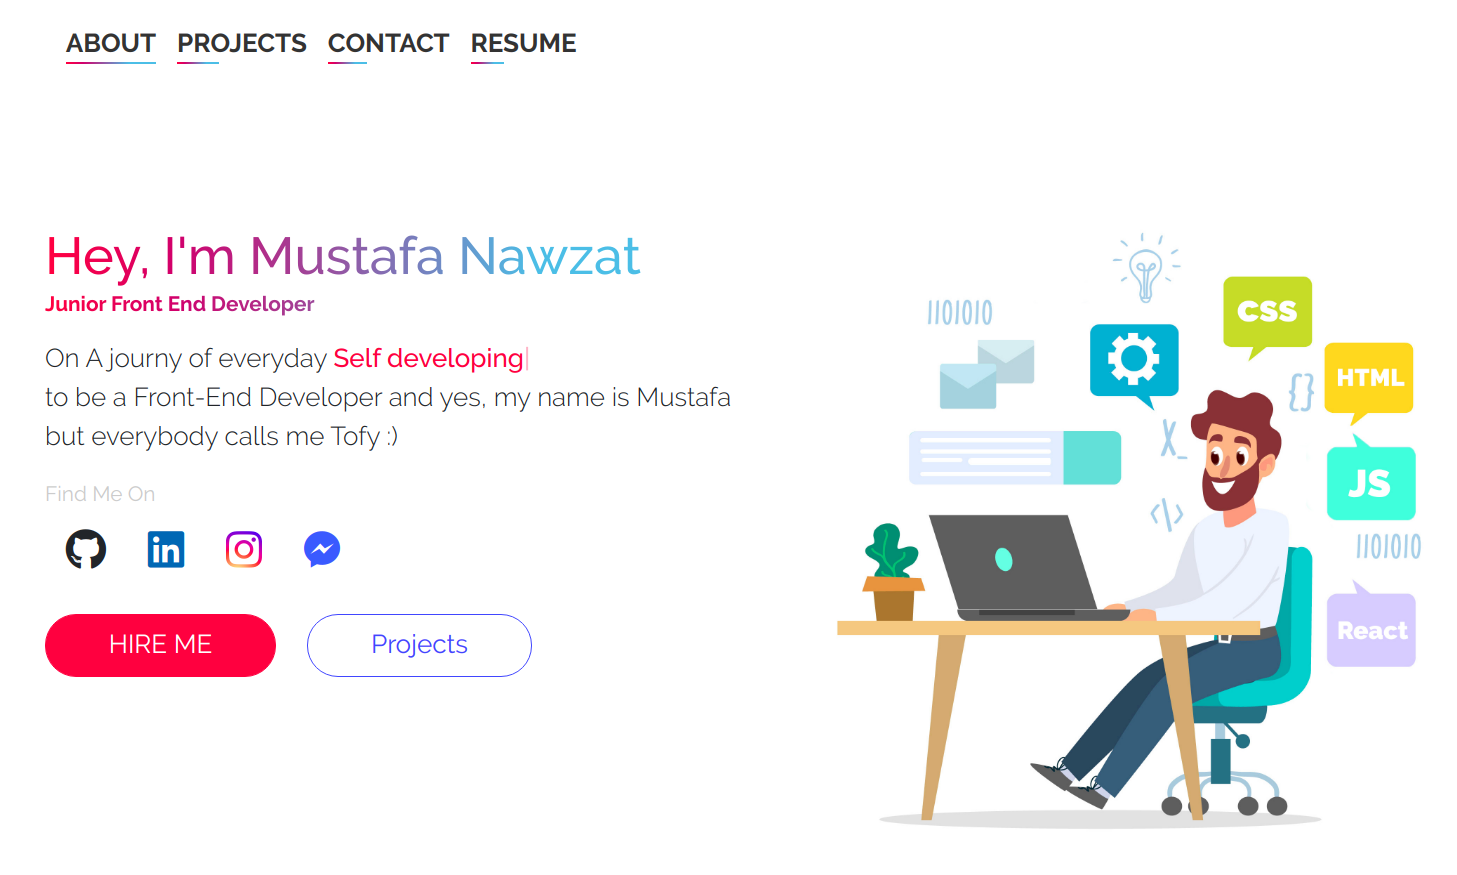 ABOUT PROJECTS CONTACT RESUME
Hey, I'm Mustafa Nawzat
Junior Front End Developer
On A journy of everyday Self developing
to be a Front-End Developer and yes, my name is Mustafa
but everybody calls me Tofy :)
Find Me On
in
HIRE ME Projects
1101010
CSS
HTML
{}
X_
JS
</>
1101010
React